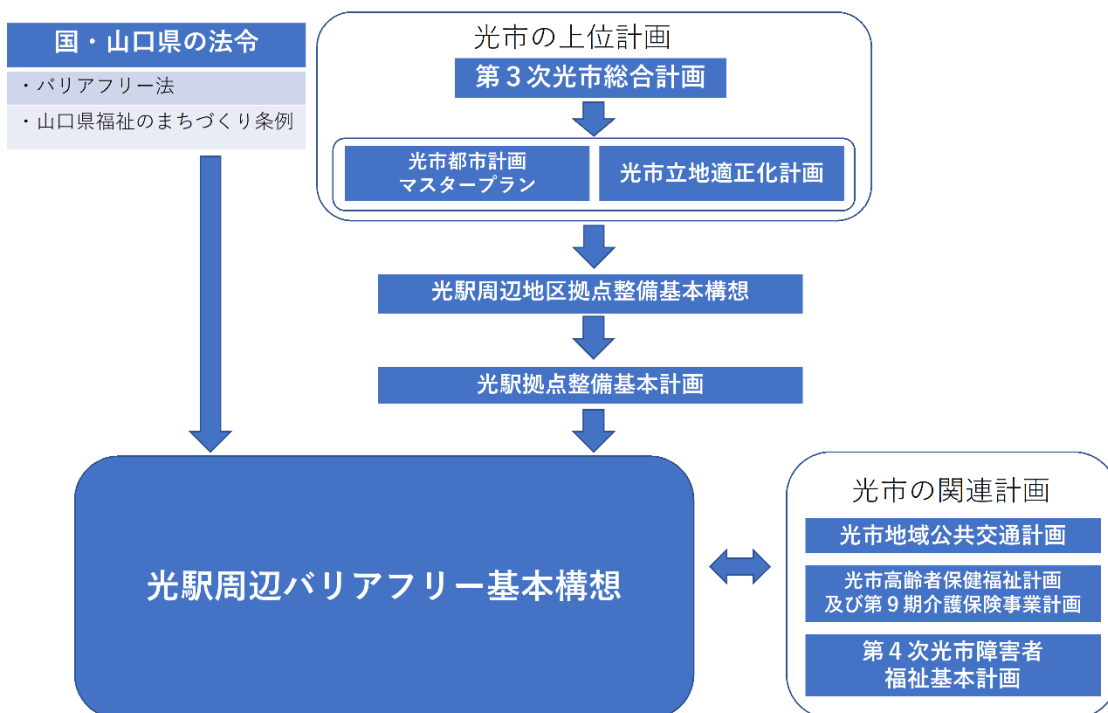 国・山口県の法令
・バリアフリー法
・山口県福祉のまちづくり条例
光市の上位計画
第3次光市総合計画
光市都市計画
マスタープラン
光市立地適正化計画
光駅周辺地区拠点整備基本構想
光駅拠点整備基本計画
光駅周辺バリアフリー基本構想
光市の関連計画
光市地域公共交通計画
光市高齢者保健福祉計画
及び第9期介護保険事業計画
第4次光市障害者
福祉基本計画